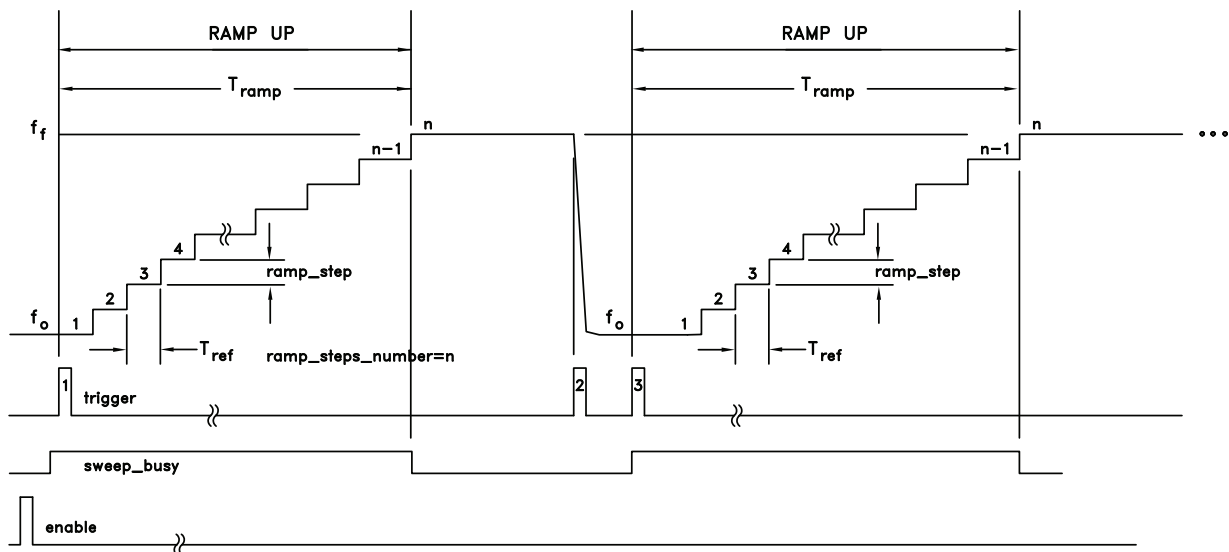 RAMP UP RAMP UP
T_ramp T_ramp
f_f n n •••
n-1 n-1
4 4
3 ramp_step 3 ramp_step
2 2
f_o 1 f_o 1
T_ref ramp_steps_number=n T_ref
1 trigger 2 3
sweep_busy
enable